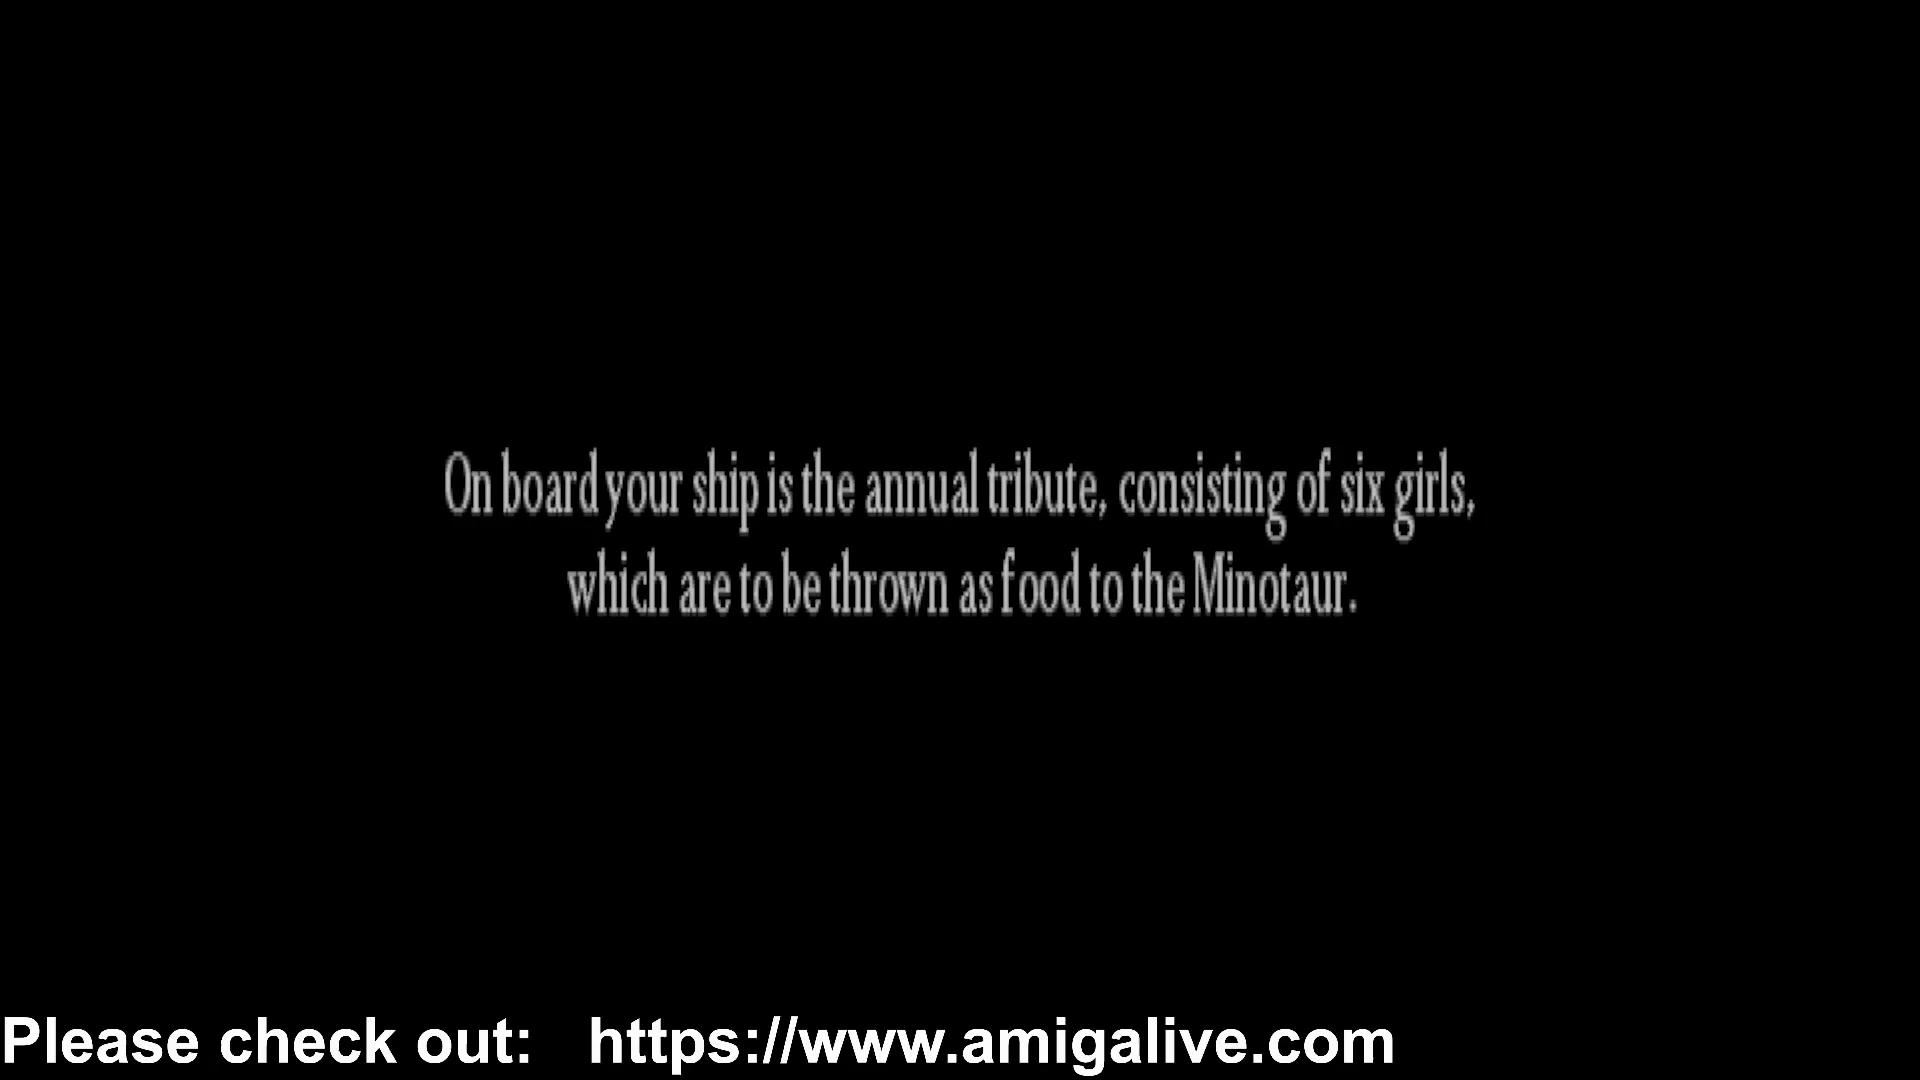 On board your ship is the annual tribute, consisting of six girls,
which are to be thrown as food to the Minotaur.
Please check out: https://www.amigalive.com